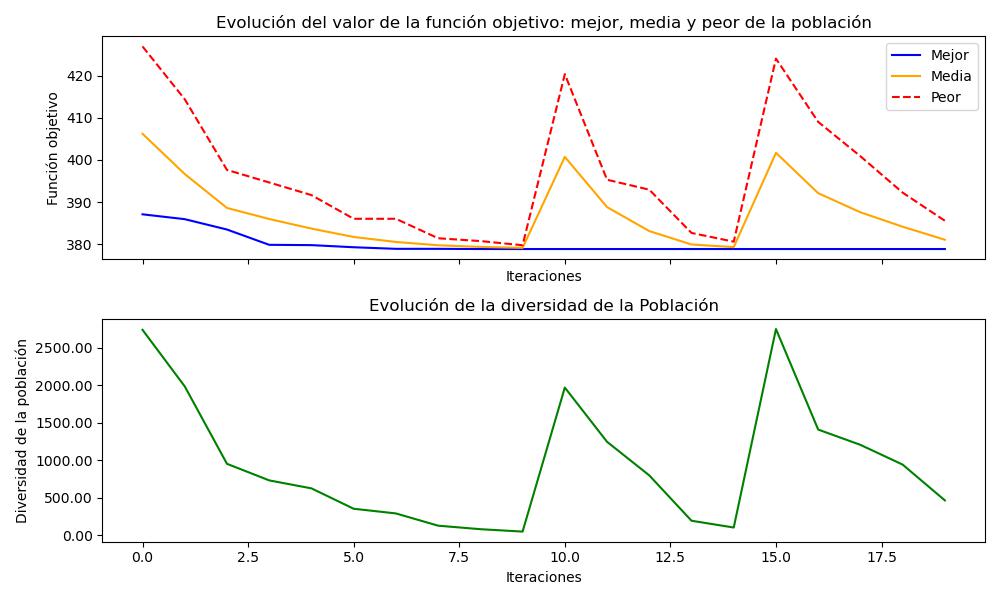 Evolución del valor de la función objetivo: mejor, media y peor de la población
Función objetivo
420
410
400
390
380
Mejor
Media
Peor
Iteraciones
Evolución de la diversidad de la Población
Diversidad de la población
2500.00
2000.00
1500.00
1000.00
500.00
0.00
0.0 2.5 5.0 7.5 10.0 12.5 15.0 17.5
Iteraciones